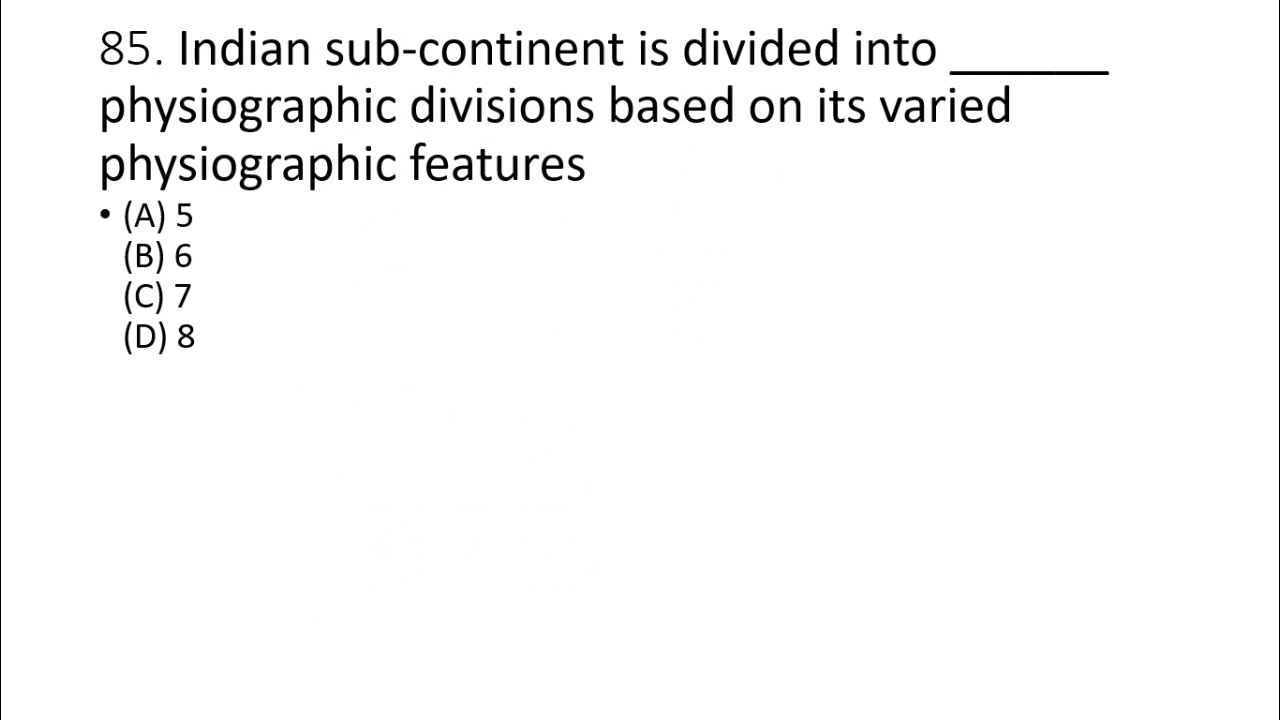 85. Indian sub-continent is divided into ______
physiographic divisions based on its varied
physiographic features
• (A) 5
(B) 6
(C) 7
(D) 8